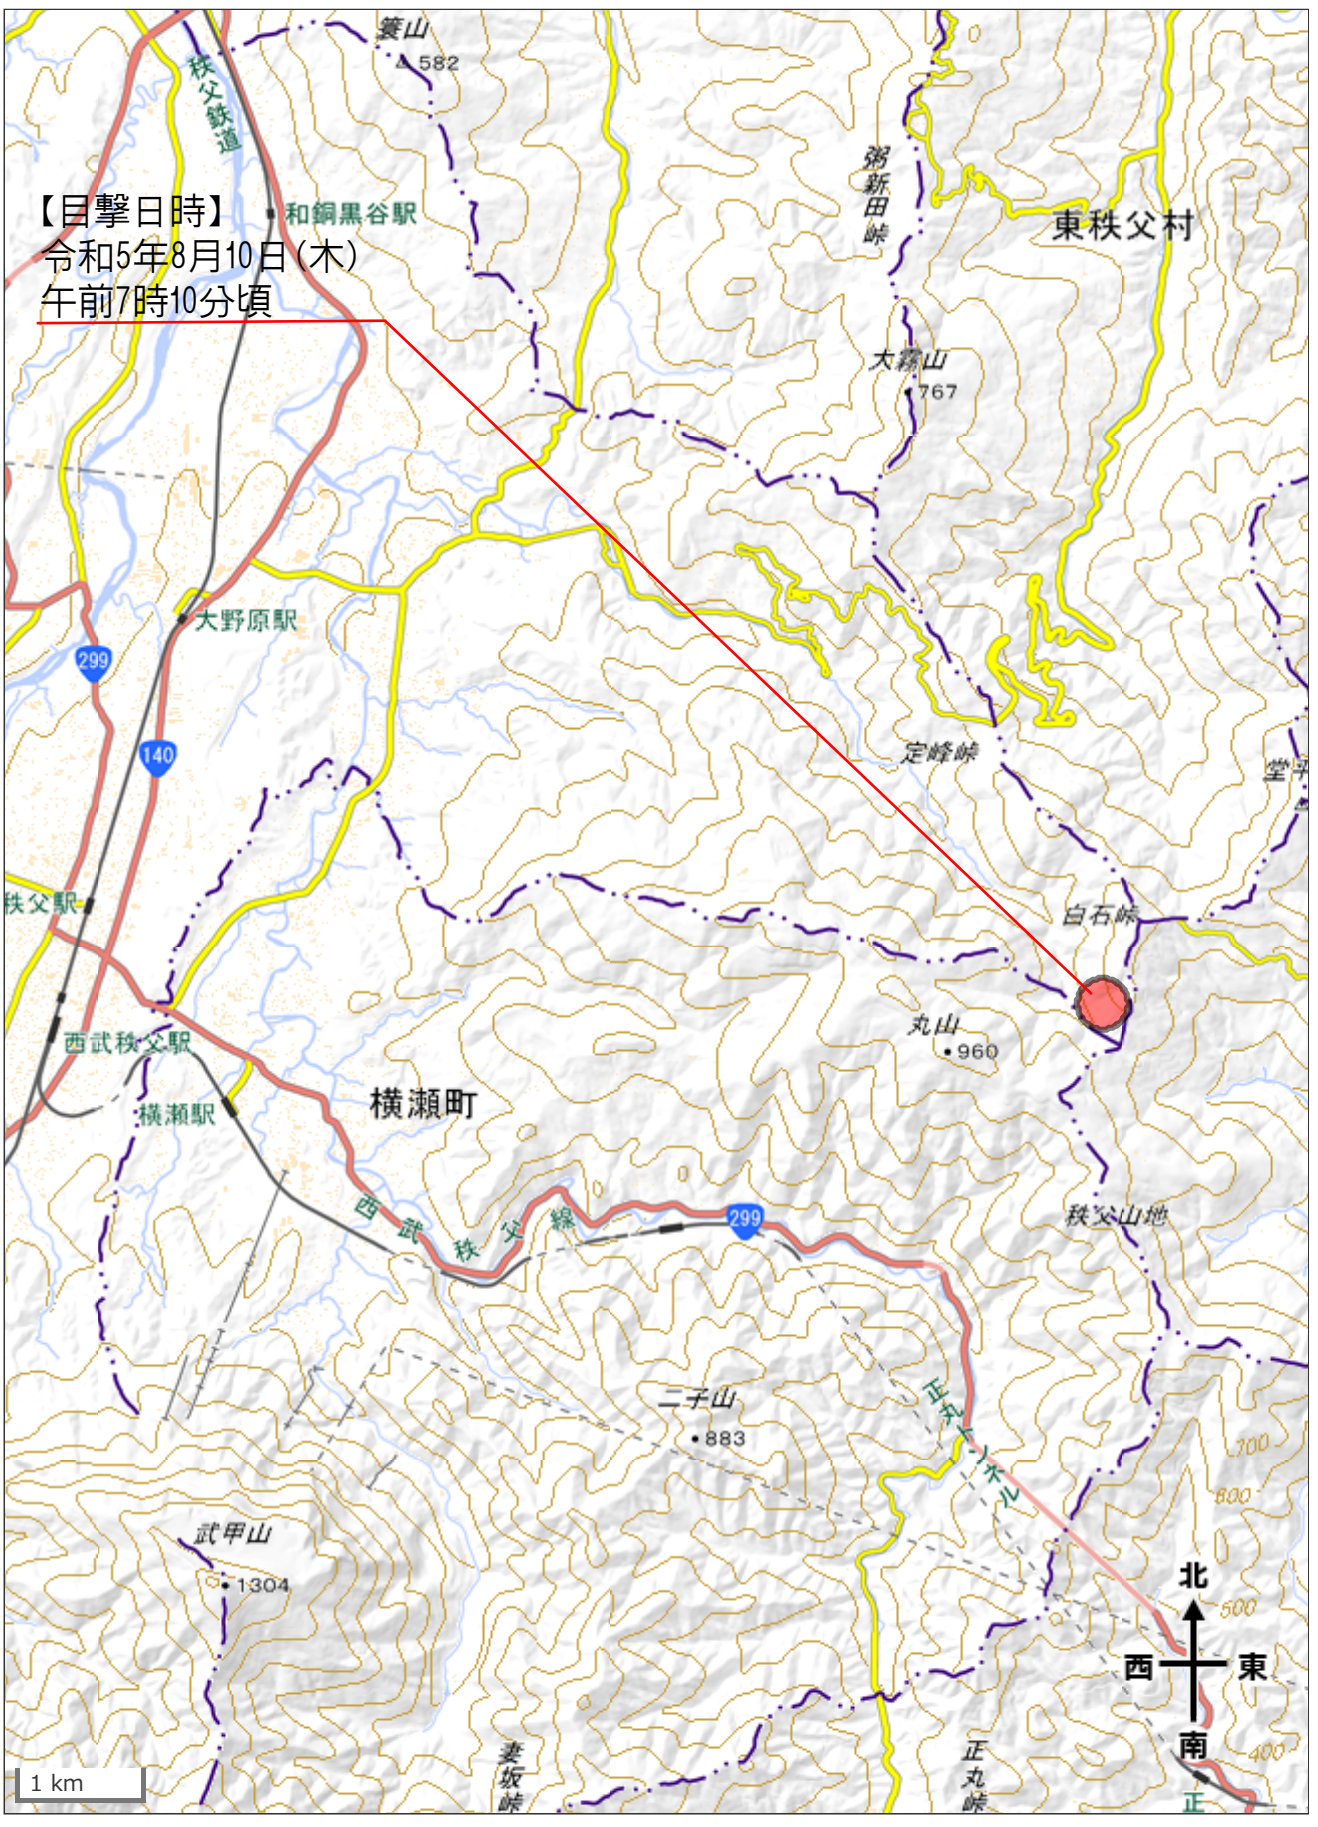 簑山
582
秩父鉄道
粥新田峠
【目撃日時】
和銅黒谷駅
東秩父村
令和5年8月10日(木)
午前7時10分頃
大霧山
767
大野原駅
299
140
定峰峠
堂平
秩父駅
白石峠
丸山
960
西武秩父駅
横瀬町
横瀬駅
西武秩父線
299
秩父山地
二子山
883
正丸トンネル
700
800
武甲山
1304
北
500
西
東
南
400
妻坂峠
正丸峠
1 km
正